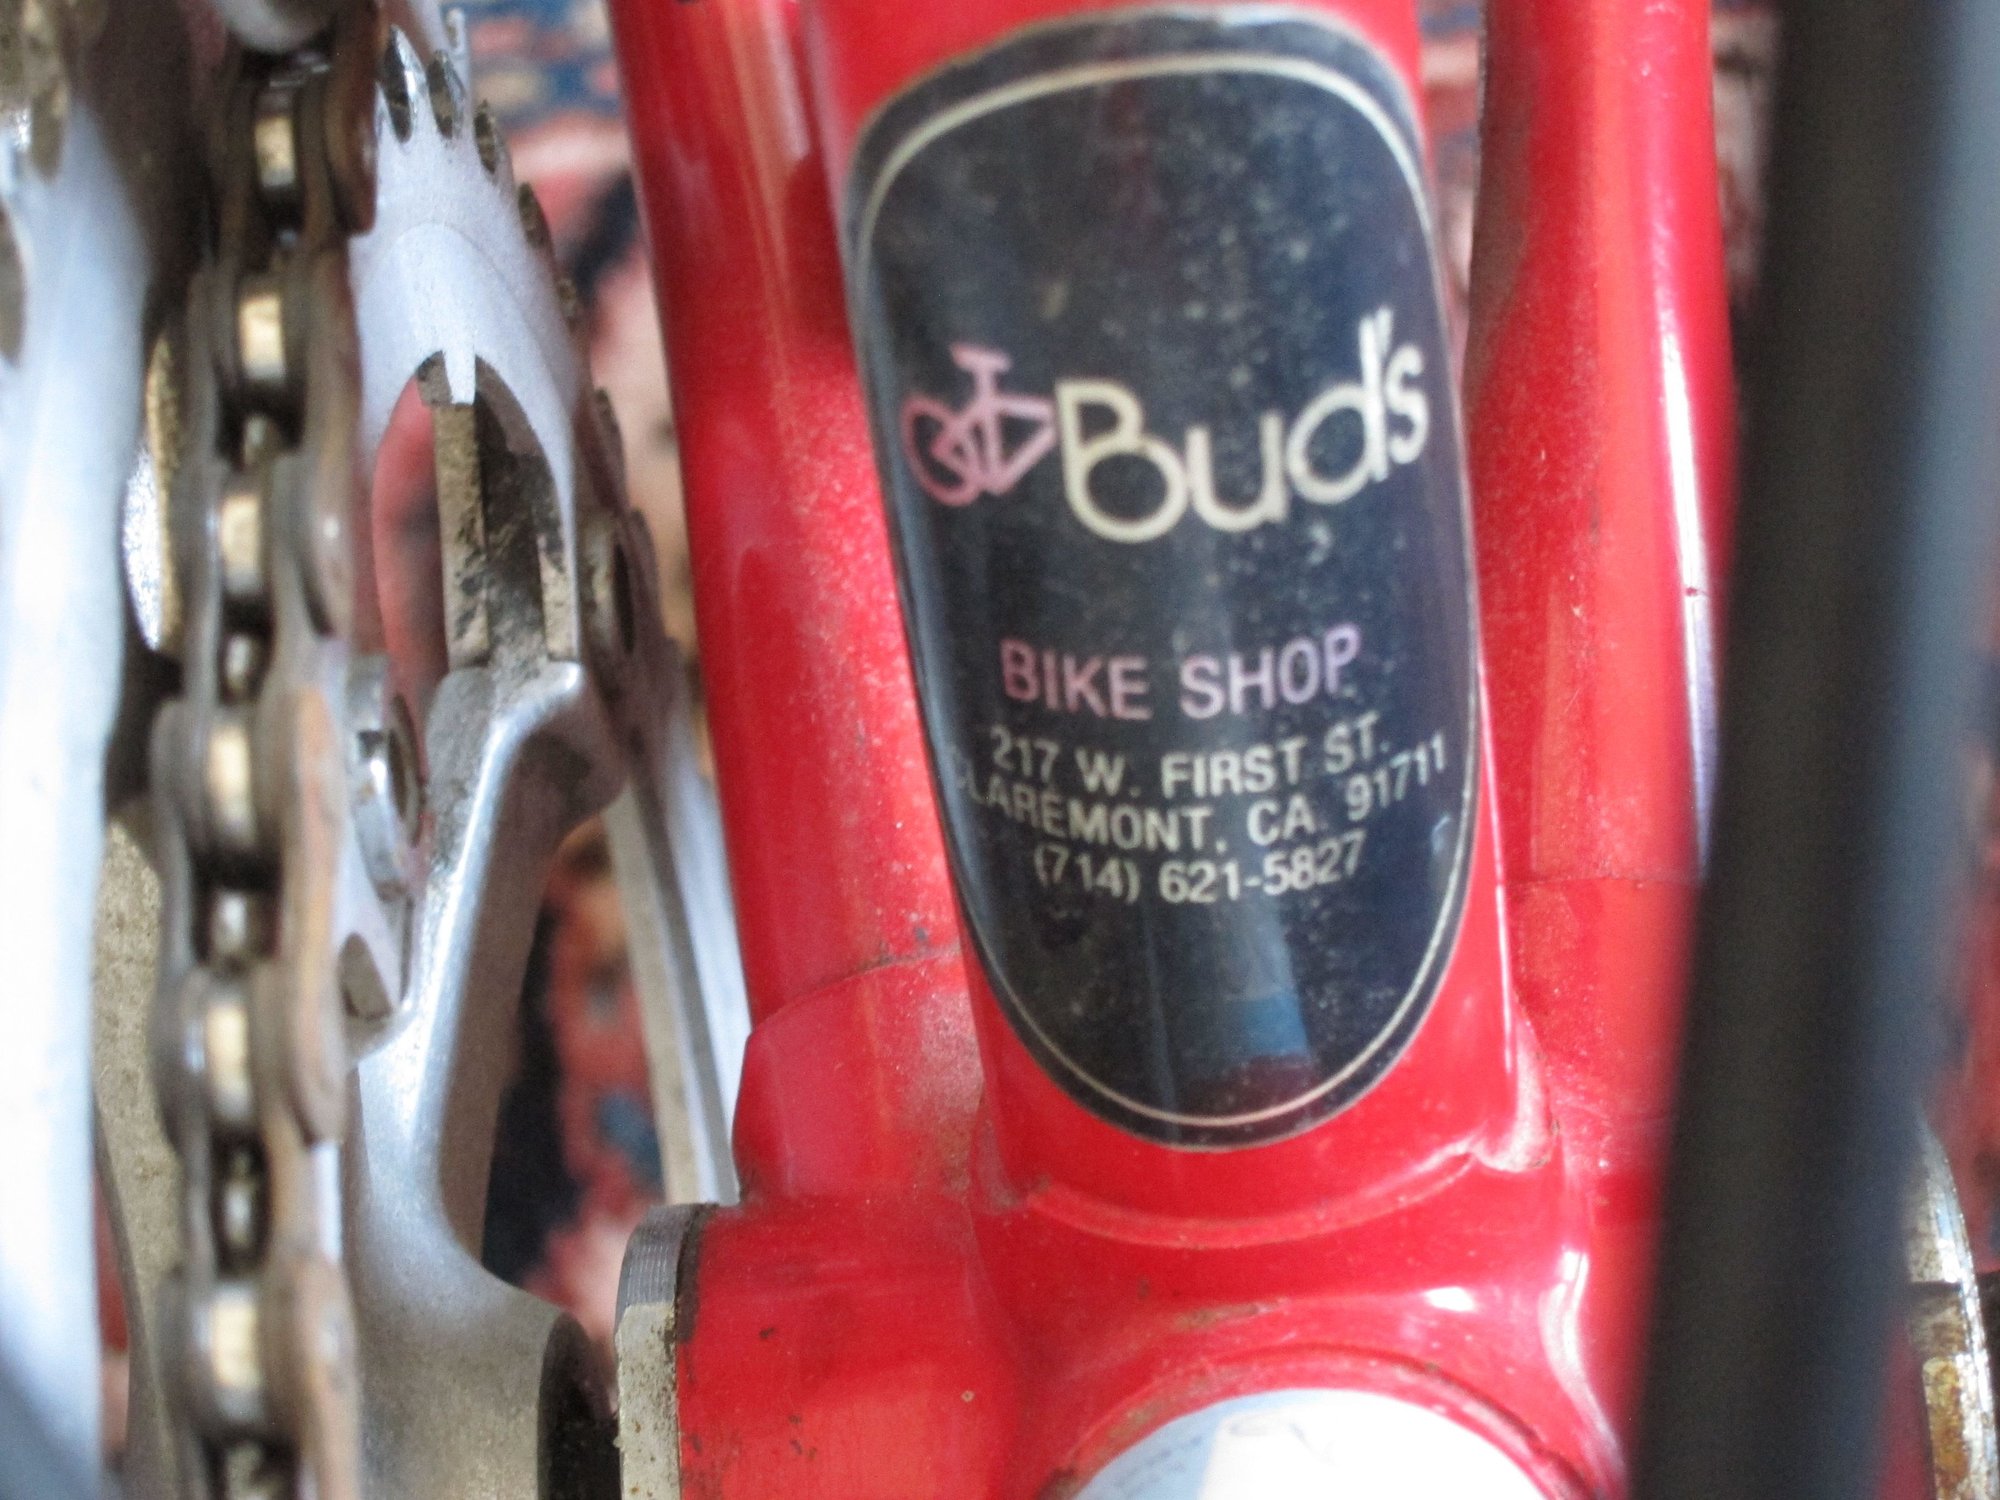 Bud's
BIKE SHOP
217 W. FIRST ST.
CLAREMONT, CA. 91711
(714) 621-5827